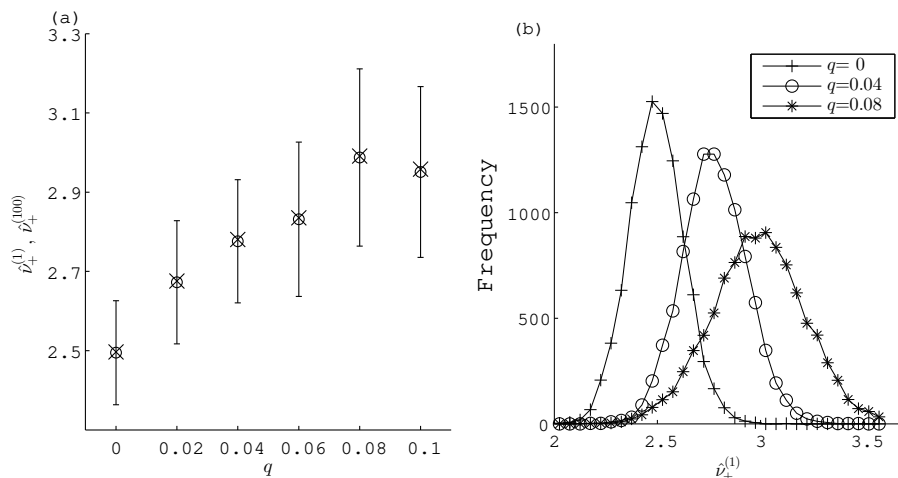 (a)
3.3
3.1
2.9
2.7
2.5
0 0.02 0.04 0.06 0.08 0.1
q
ν̂₊⁽¹⁾, ν̂₊⁽¹⁰⁰⁾
(b)
1500
1000
500
0
2 2.5 3 3.5
ν̂₊⁽¹⁾
Frequency
q= 0
q=0.04
q=0.08